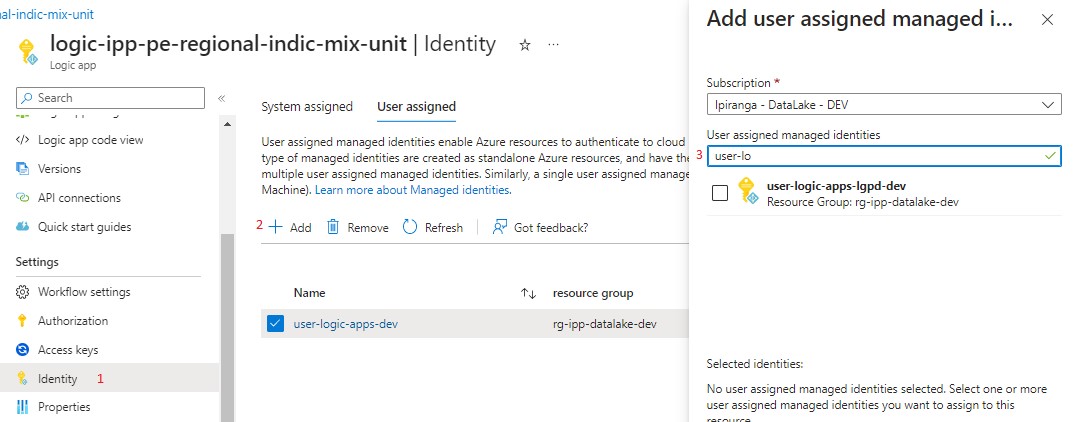 al-indic-mix-unit
logic-ipp-pe-regional-indic-mix-unit | Identity
Logic app
Search
Logic app code view
Versions
API connections
Quick start guides
Settings
Workflow settings
Authorization
Access keys
Identity 1
Properties
System assigned User assigned
User assigned managed identities enable Azure resources to authenticate to cloud
type of managed identities are created as standalone Azure resources, and have the
multiple user assigned managed identities. Similarly, a single user assigned manage
Machine). Learn more about Managed identities.
2 Add Remove Refresh Got feedback?
Name resource group
user-logic-apps-dev rg-ipp-datalake-dev
Add user assigned managed i...
Subscription *
Ipiranga - DataLake - DEV
User assigned managed identities
3 user-lo
user-logic-apps-lgpd-dev
Resource Group: rg-ipp-datalake-dev
Selected identities:
No user assigned managed identities selected. Select one or more
user assigned managed identities you want to assign to this
resource.